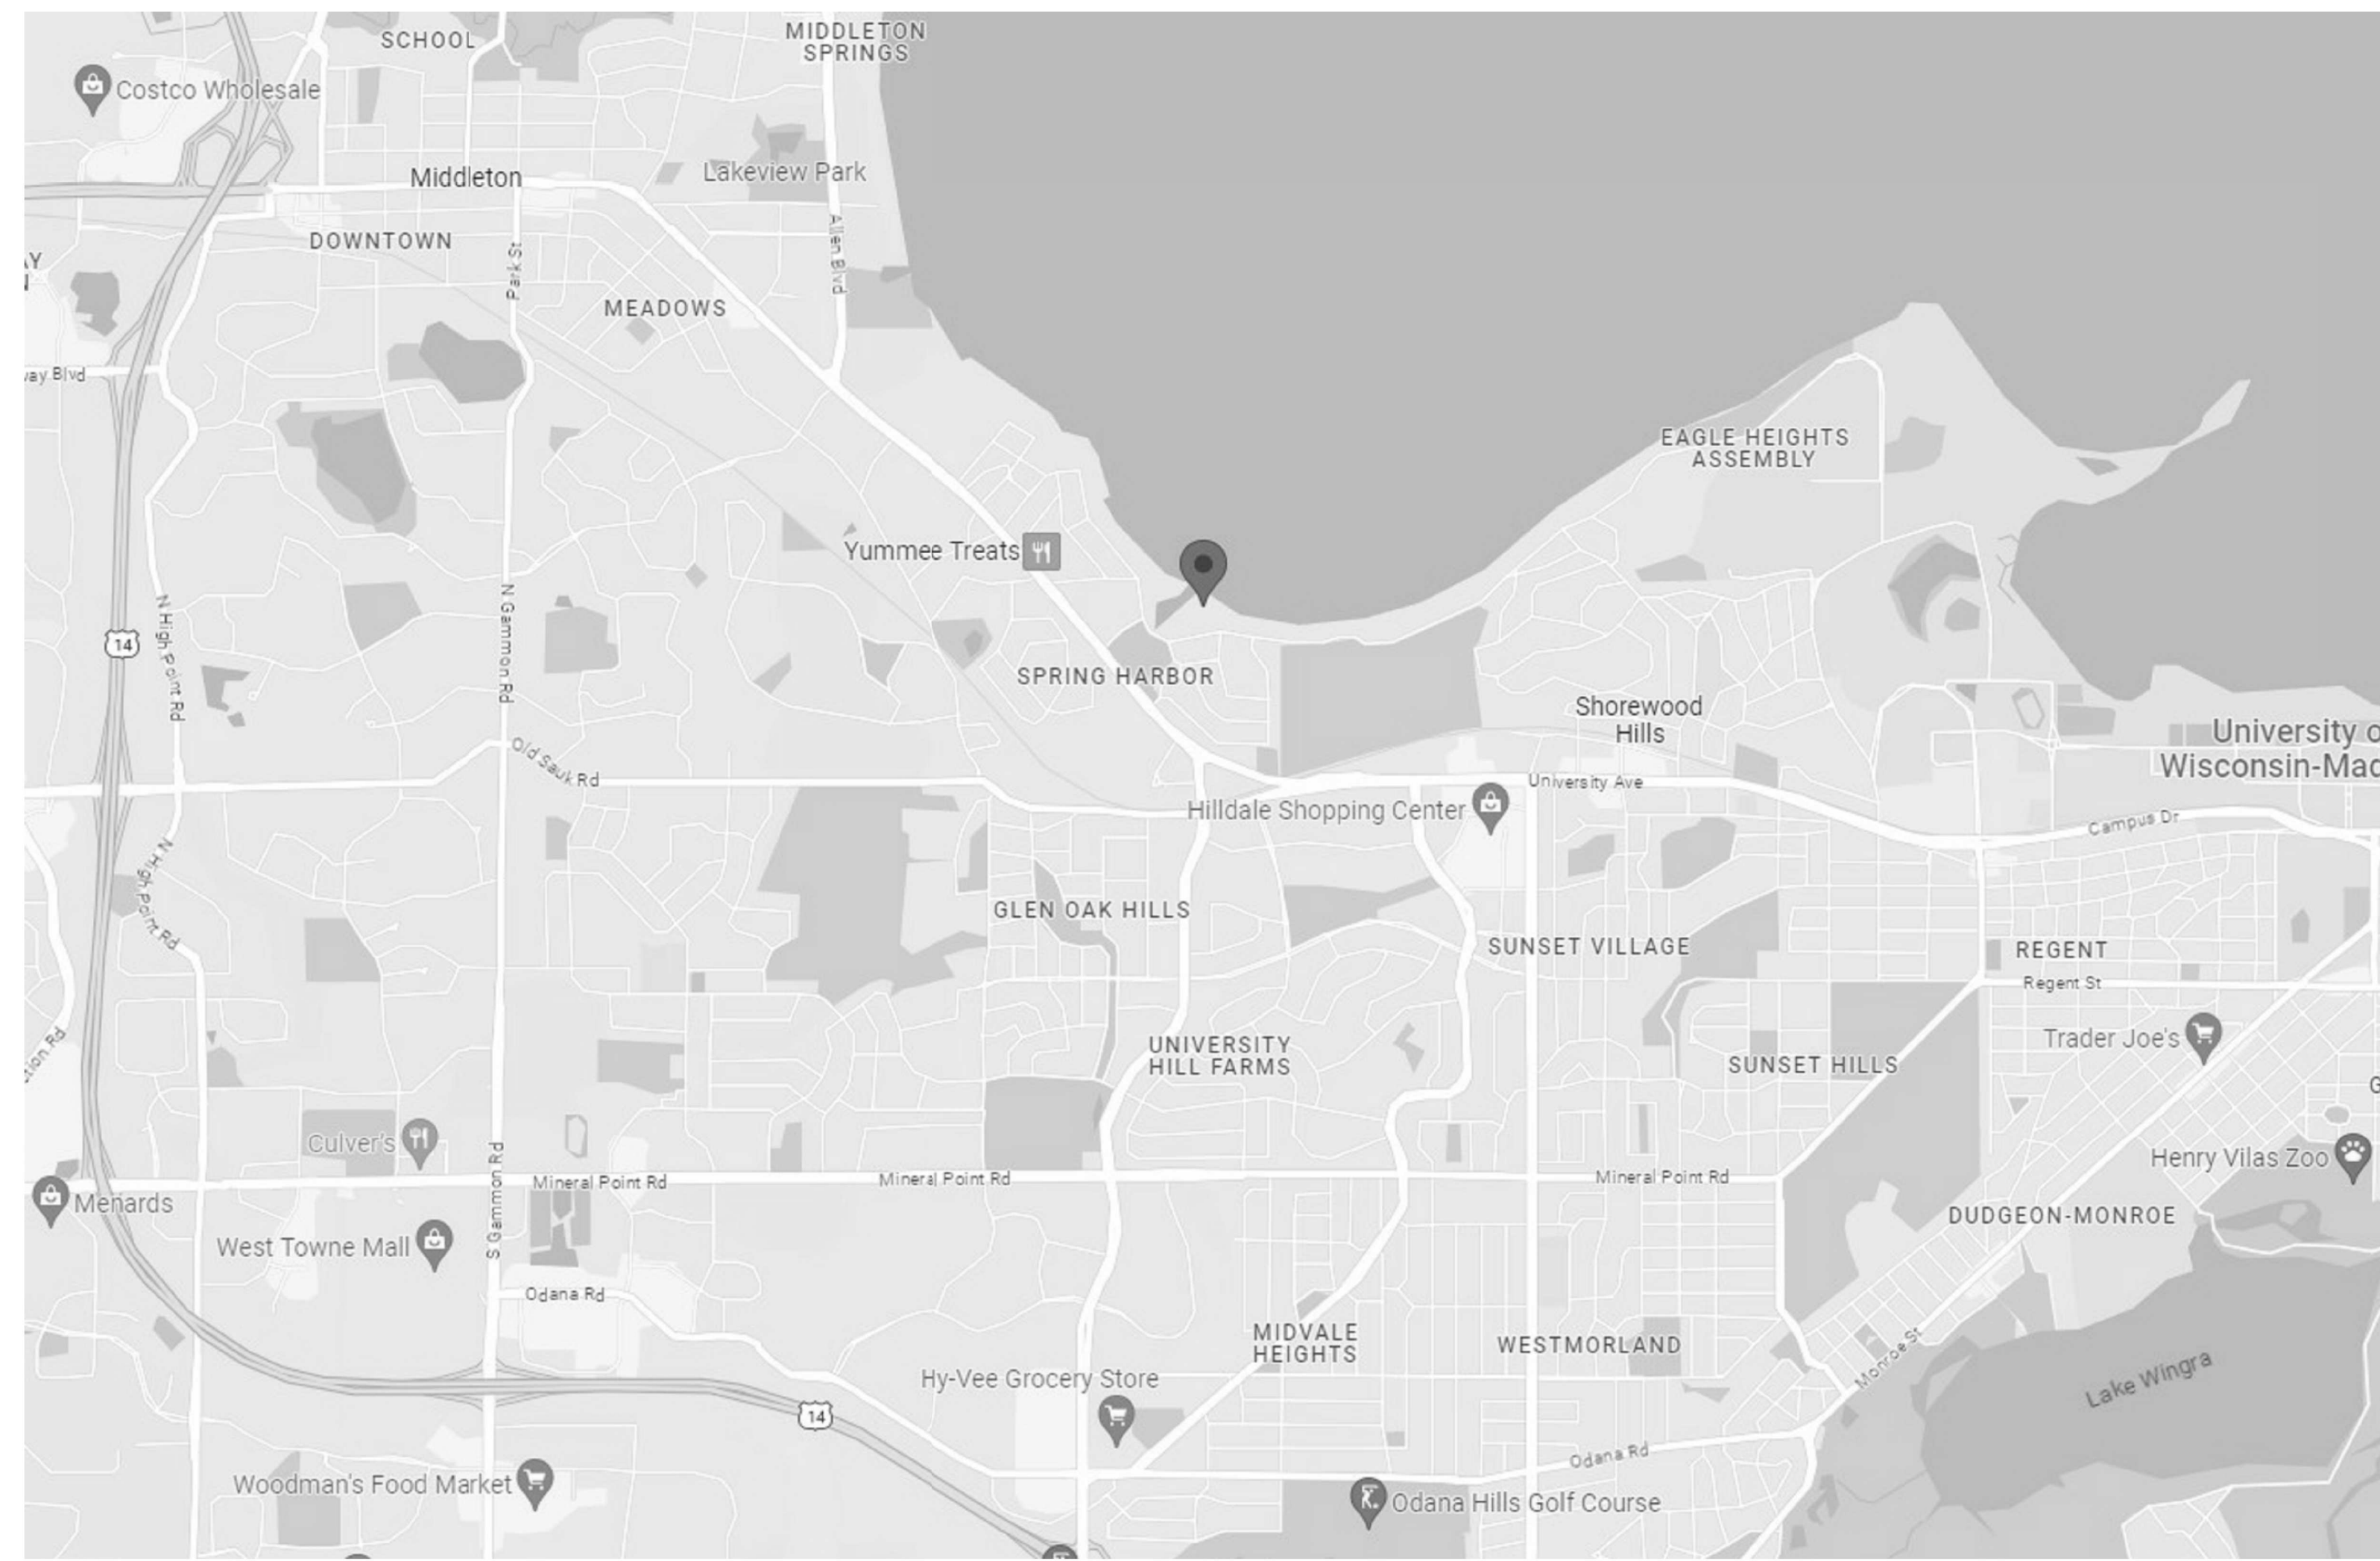 SCHOOL
MIDDLETON
SPRINGS
Costco Wholesale
Middleton
Lakeview Park
DOWNTOWN
Park St
Allen Blvd
MEADOWS
EAGLE HEIGHTS
ASSEMBLY
Yummee Treats
14
N High Point Rd
N Gammon Rd
SPRING HARBOR
Shorewood
Hills
University o
Wisconsin-Mad
Old Sauk Rd
University Ave
Hilldale Shopping Center
Campus Dr
N High Point Rd
GLEN OAK HILLS
SUNSET VILLAGE
REGENT
Regent St
Trader Joe's
UNIVERSITY
HILL FARMS
SUNSET HILLS
Culver's
S Gammon Rd
Mineral Point Rd
Mineral Point Rd
Mineral Point Rd
Henry Vilas Zoo
Menards
DUDGEON-MONROE
West Towne Mall
Odana Rd
MIDVALE
HEIGHTS
WESTMORLAND
Monroe St
Lake Wingra
Hy-Vee Grocery Store
14
Odana Rd
Woodman's Food Market
Odana Hills Golf Course